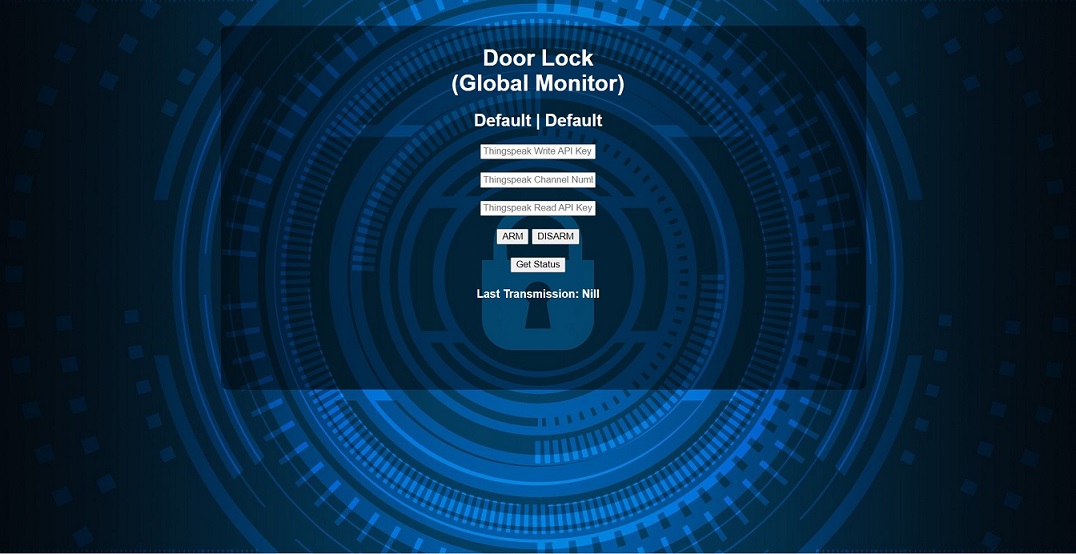 Door Lock
(Global Monitor)
Default | Default
Thingspeak Write API Key
Thingspeak Channel Numb
Thingspeak Read API Key
ARM DISARM
Get Status
Last Transmission: Nill